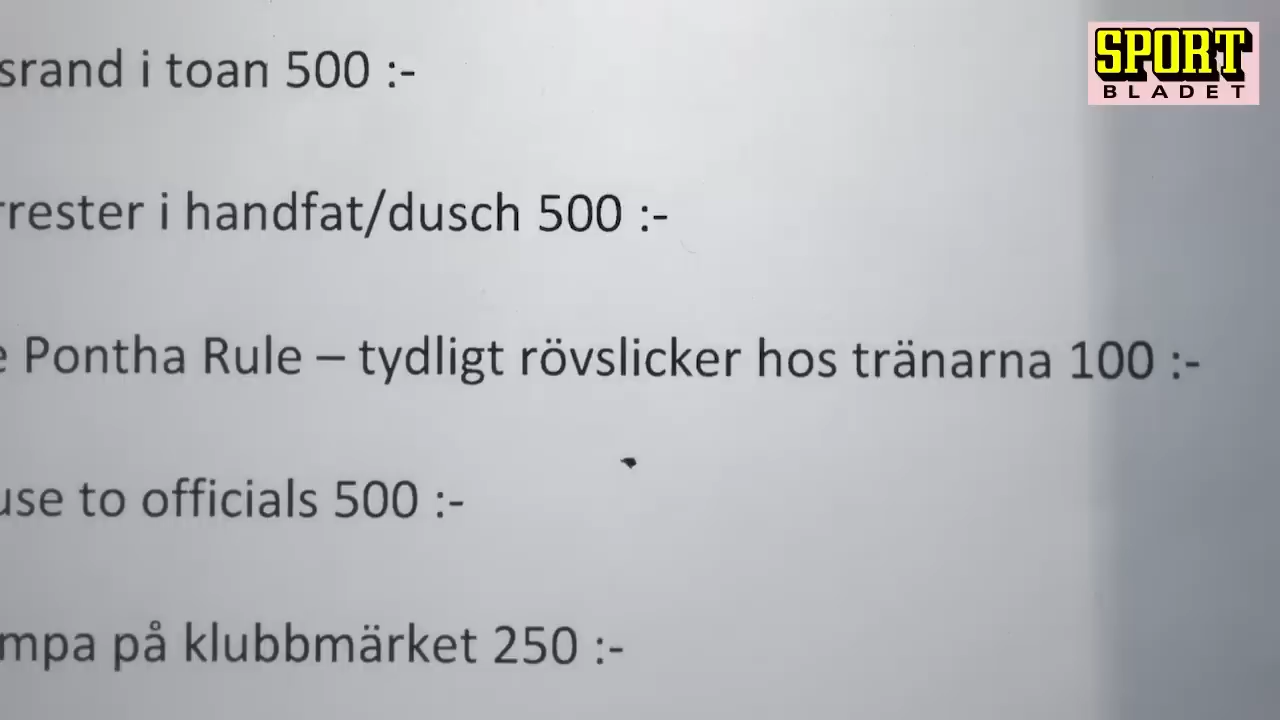 SPORT
BLADET
srand i toan 500 :-
rester i handfat/dusch 500 :-
e Pontha Rule – tydligt rövslicker hos tränarna 100 :-
use to officials 500 :-
mpa på klubbmärket 250 :-